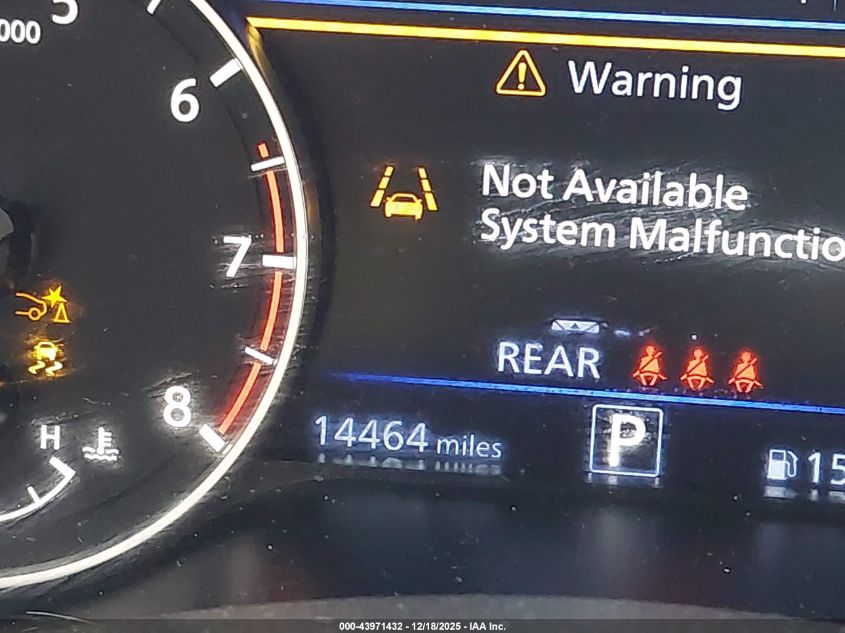 5
000
6
Warning
Not Available
System Malfunctio
7
REAR
8
H
14464 miles
P
15
000-43971432 - 12/18/2025 - IAA Inc.